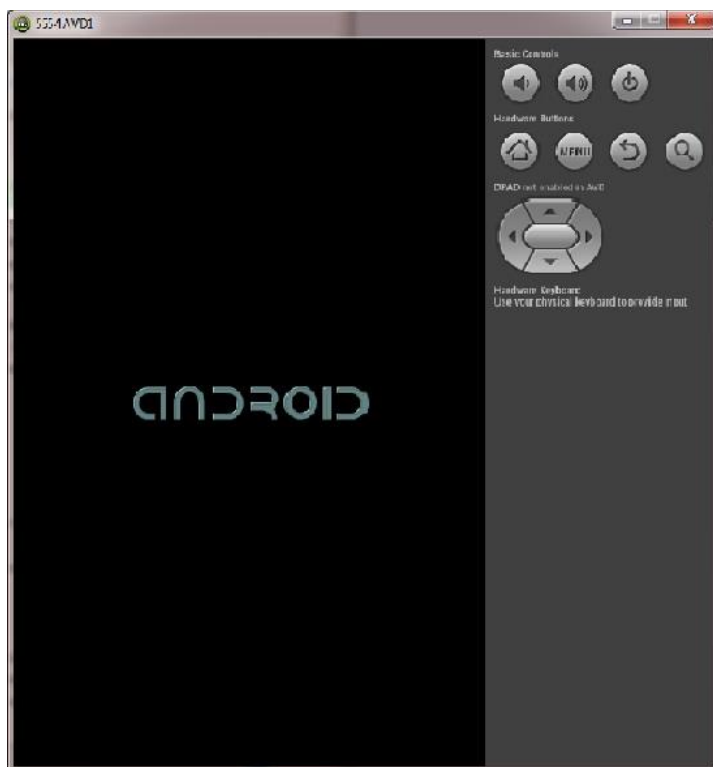 5554:AVD1
Basic Controls
Hardware Buttons
MENU
DPAD not enabled in AVD
Hardware Keyboard
Use your physical keyboard to provide input
ANDROID